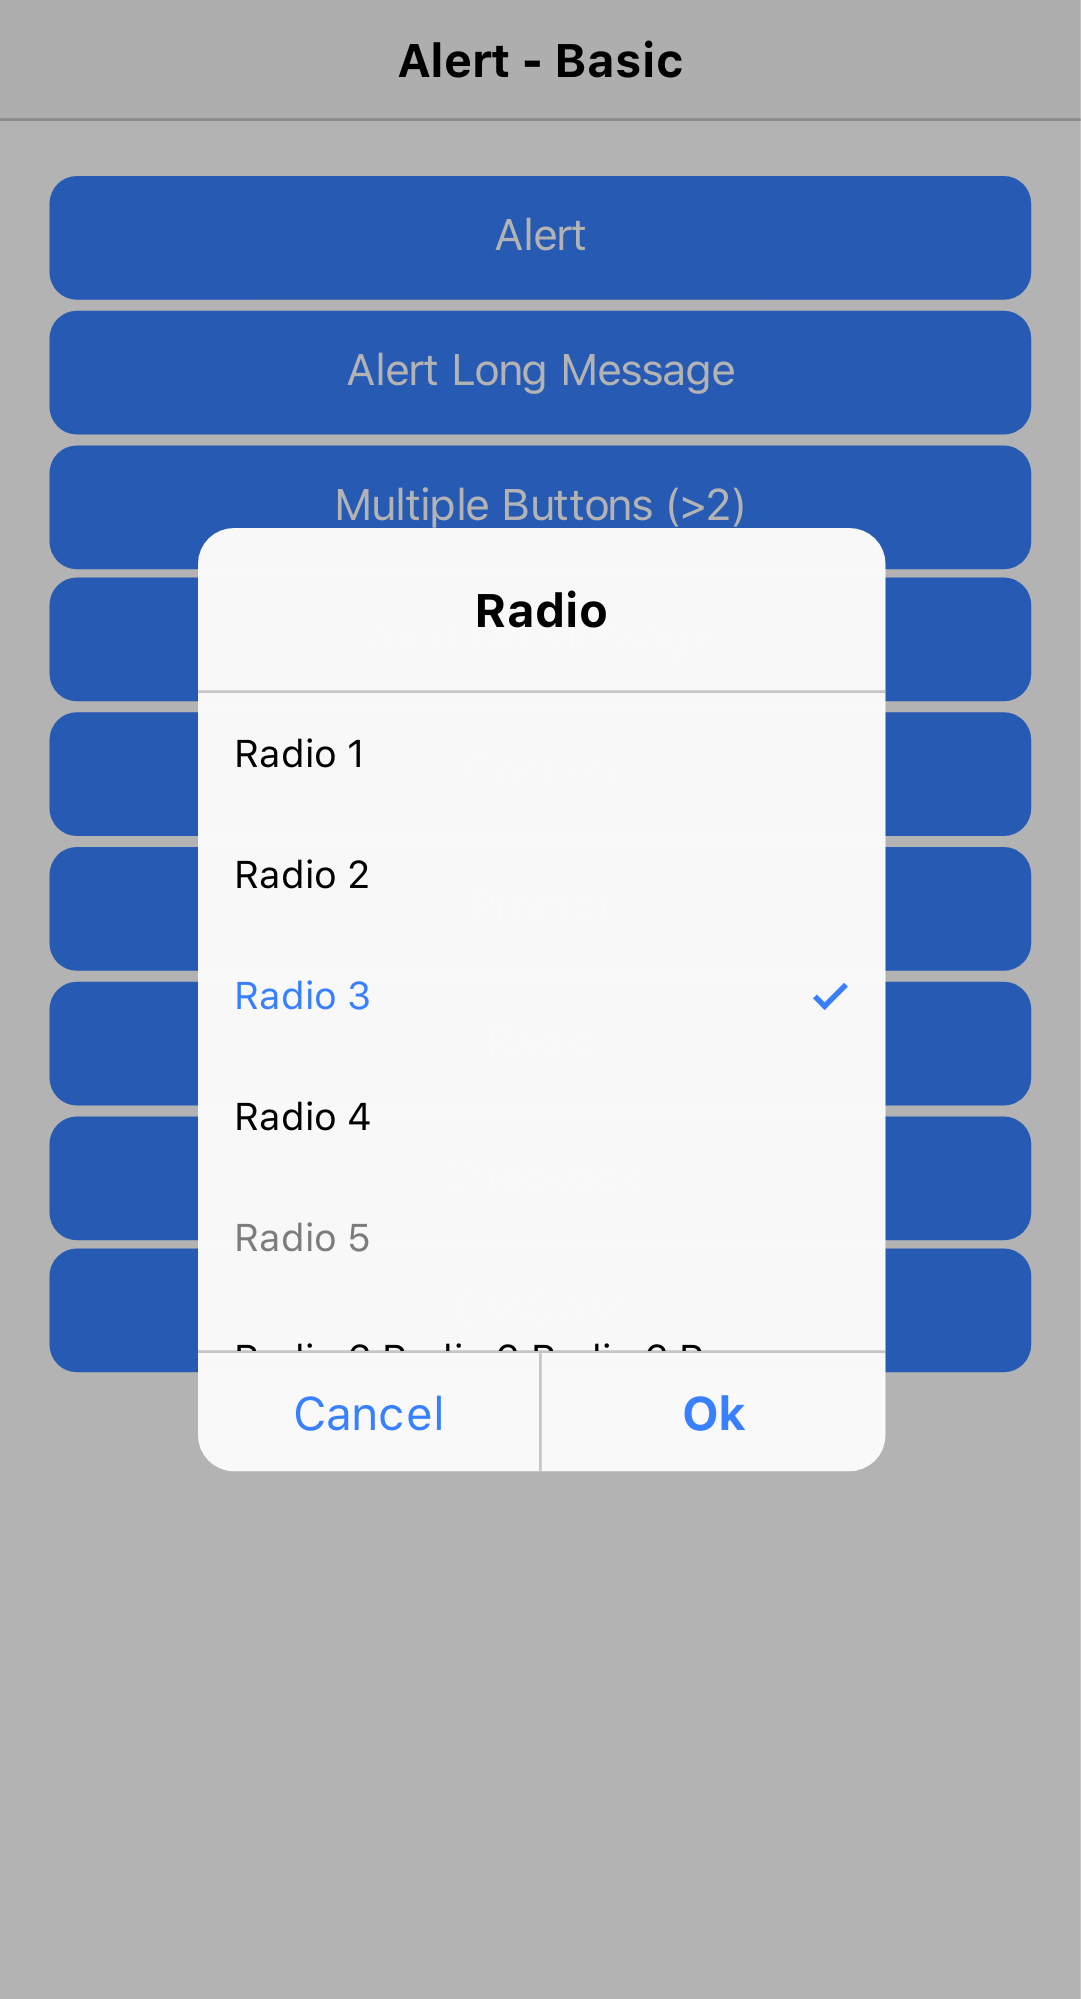 Alert - Basic
Alert
Alert Long Message
Multiple Buttons (>2)
Radio
Radio 1
Radio 2
Radio 3
Radio 4
Radio 5
Cancel
Ok